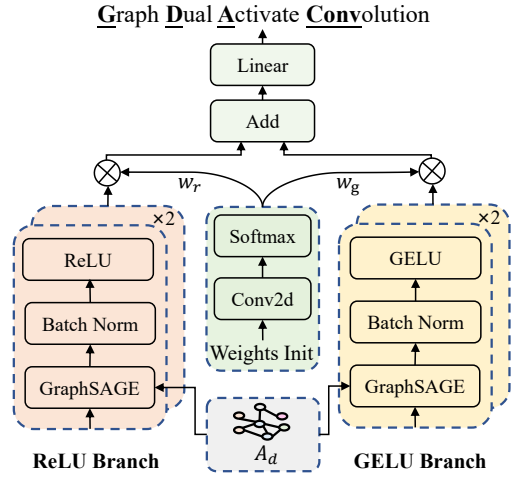 Graph Dual Activate Convolution
Linear
Add
w_r
w_g
×2
ReLU
Batch Norm
GraphSAGE
ReLU Branch
Softmax
Conv2d
Weights Init
A_d
×2
GELU
Batch Norm
GraphSAGE
GELU Branch